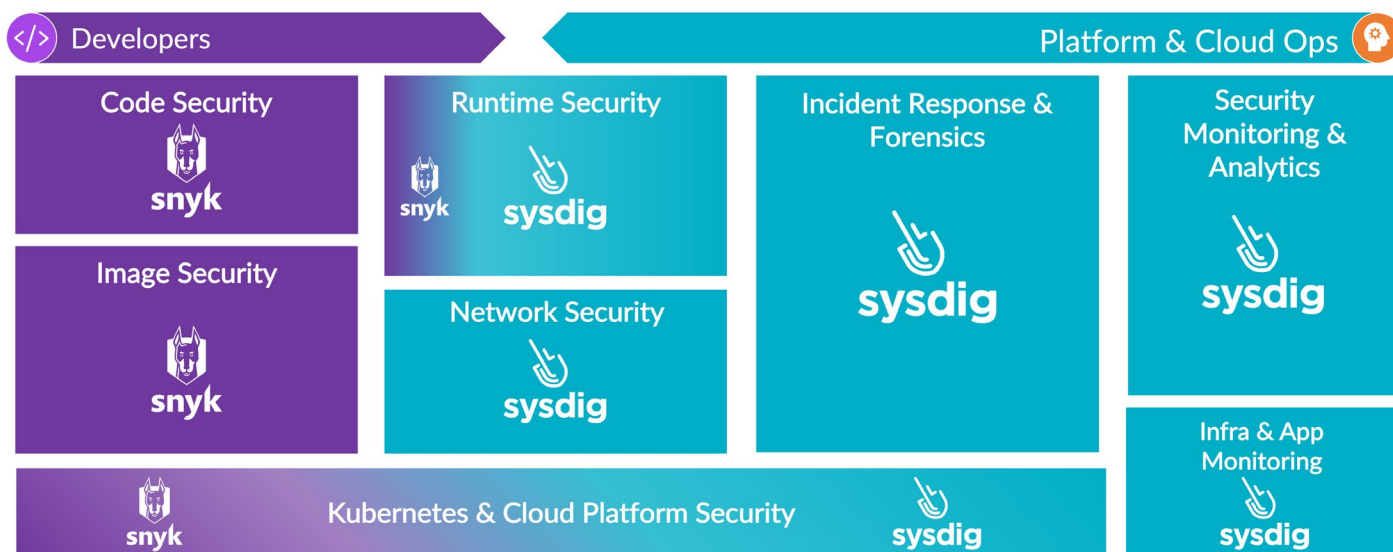 </> Developers
Platform & Cloud Ops
Code Security
snyk
Image Security
snyk
Runtime Security
snyk
sysdig
Network Security
sysdig
Incident Response &
Forensics
sysdig
Security
Monitoring &
Analytics
sysdig
Infra & App
Monitoring
sysdig
snyk
Kubernetes & Cloud Platform Security
sysdig